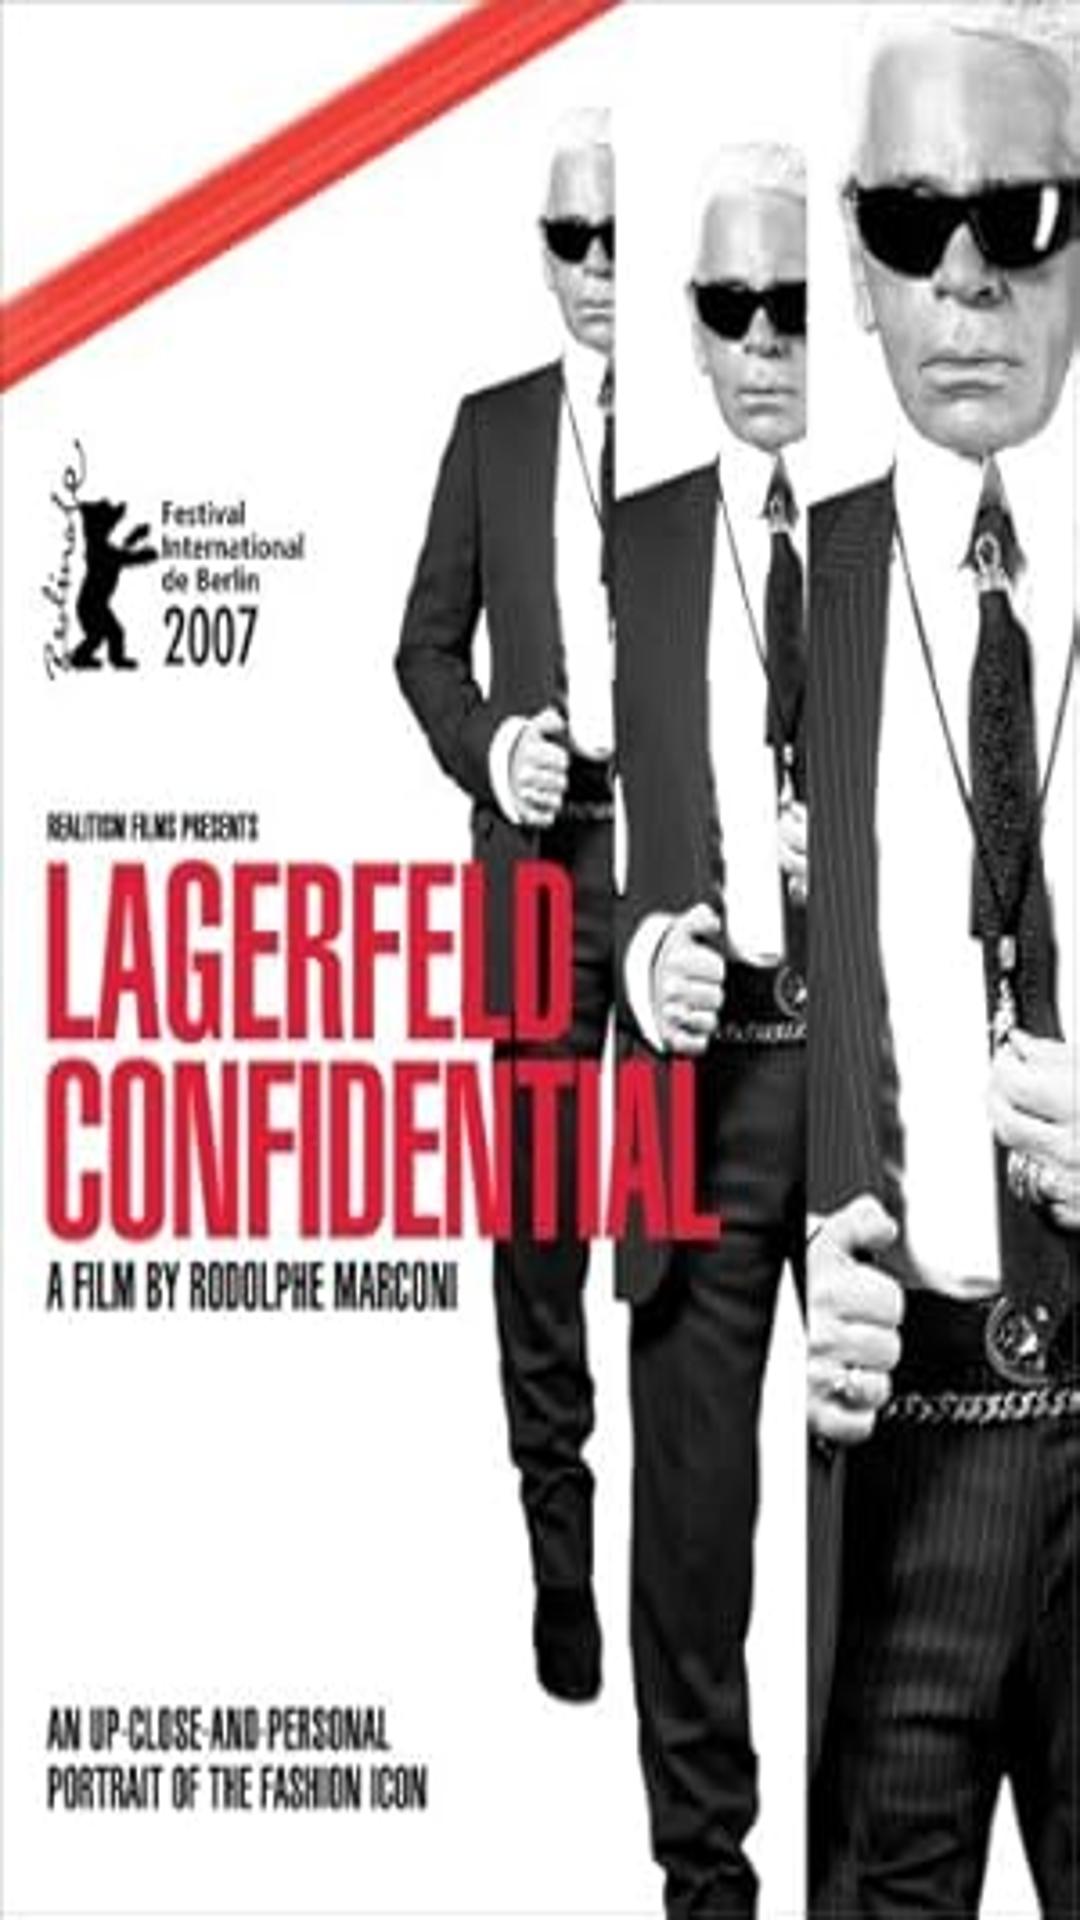 Berlinale
Festival
International
de Berlin
2007
REALITISM FILMS PRESENTS
LAGERFELD
CONFIDENTIAL
A FILM BY RODOLPHE MARCONI
AN UP-CLOSE-AND-PERSONAL
PORTRAIT OF THE FASHION ICON